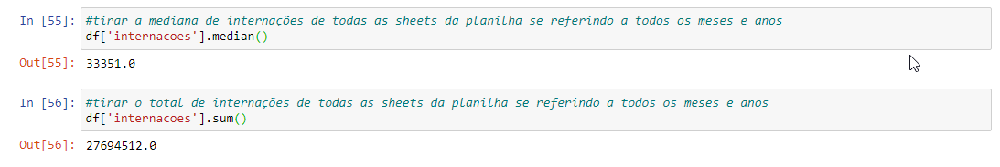 In [55]: #tirar a mediana de internações de todas as sheets da planilha se referindo a todos os meses e anos
df['internacoes'].median()
Out[55]: 33351.0
In [56]: #tirar o total de internações de todas as sheets da planilha se referindo a todos os meses e anos
df['internacoes'].sum()
Out[56]: 27694512.0